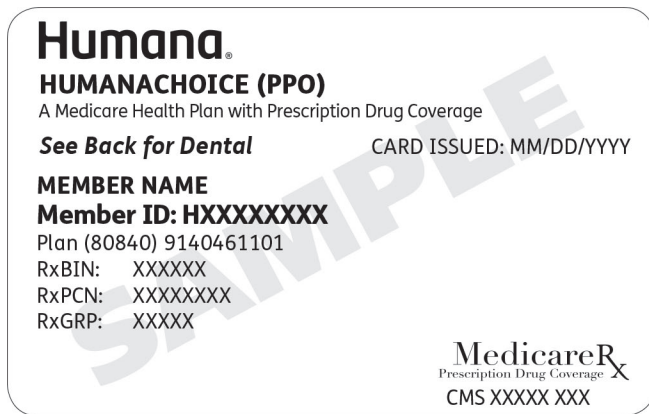 Humana®
HUMANACHOICE (PPO)
A Medicare Health Plan with Prescription Drug Coverage
See Back for Dental CARD ISSUED: MM/DD/YYYY
MEMBER NAME
Member ID: HXXXXXXXX
Plan (80840) 9140461101
RxBIN: XXXXXX
RxPCN: XXXXXXXX
RxGRP: XXXXX
SAMPLE
MedicareRx
Prescription Drug Coverage
CMS XXXXX XXX